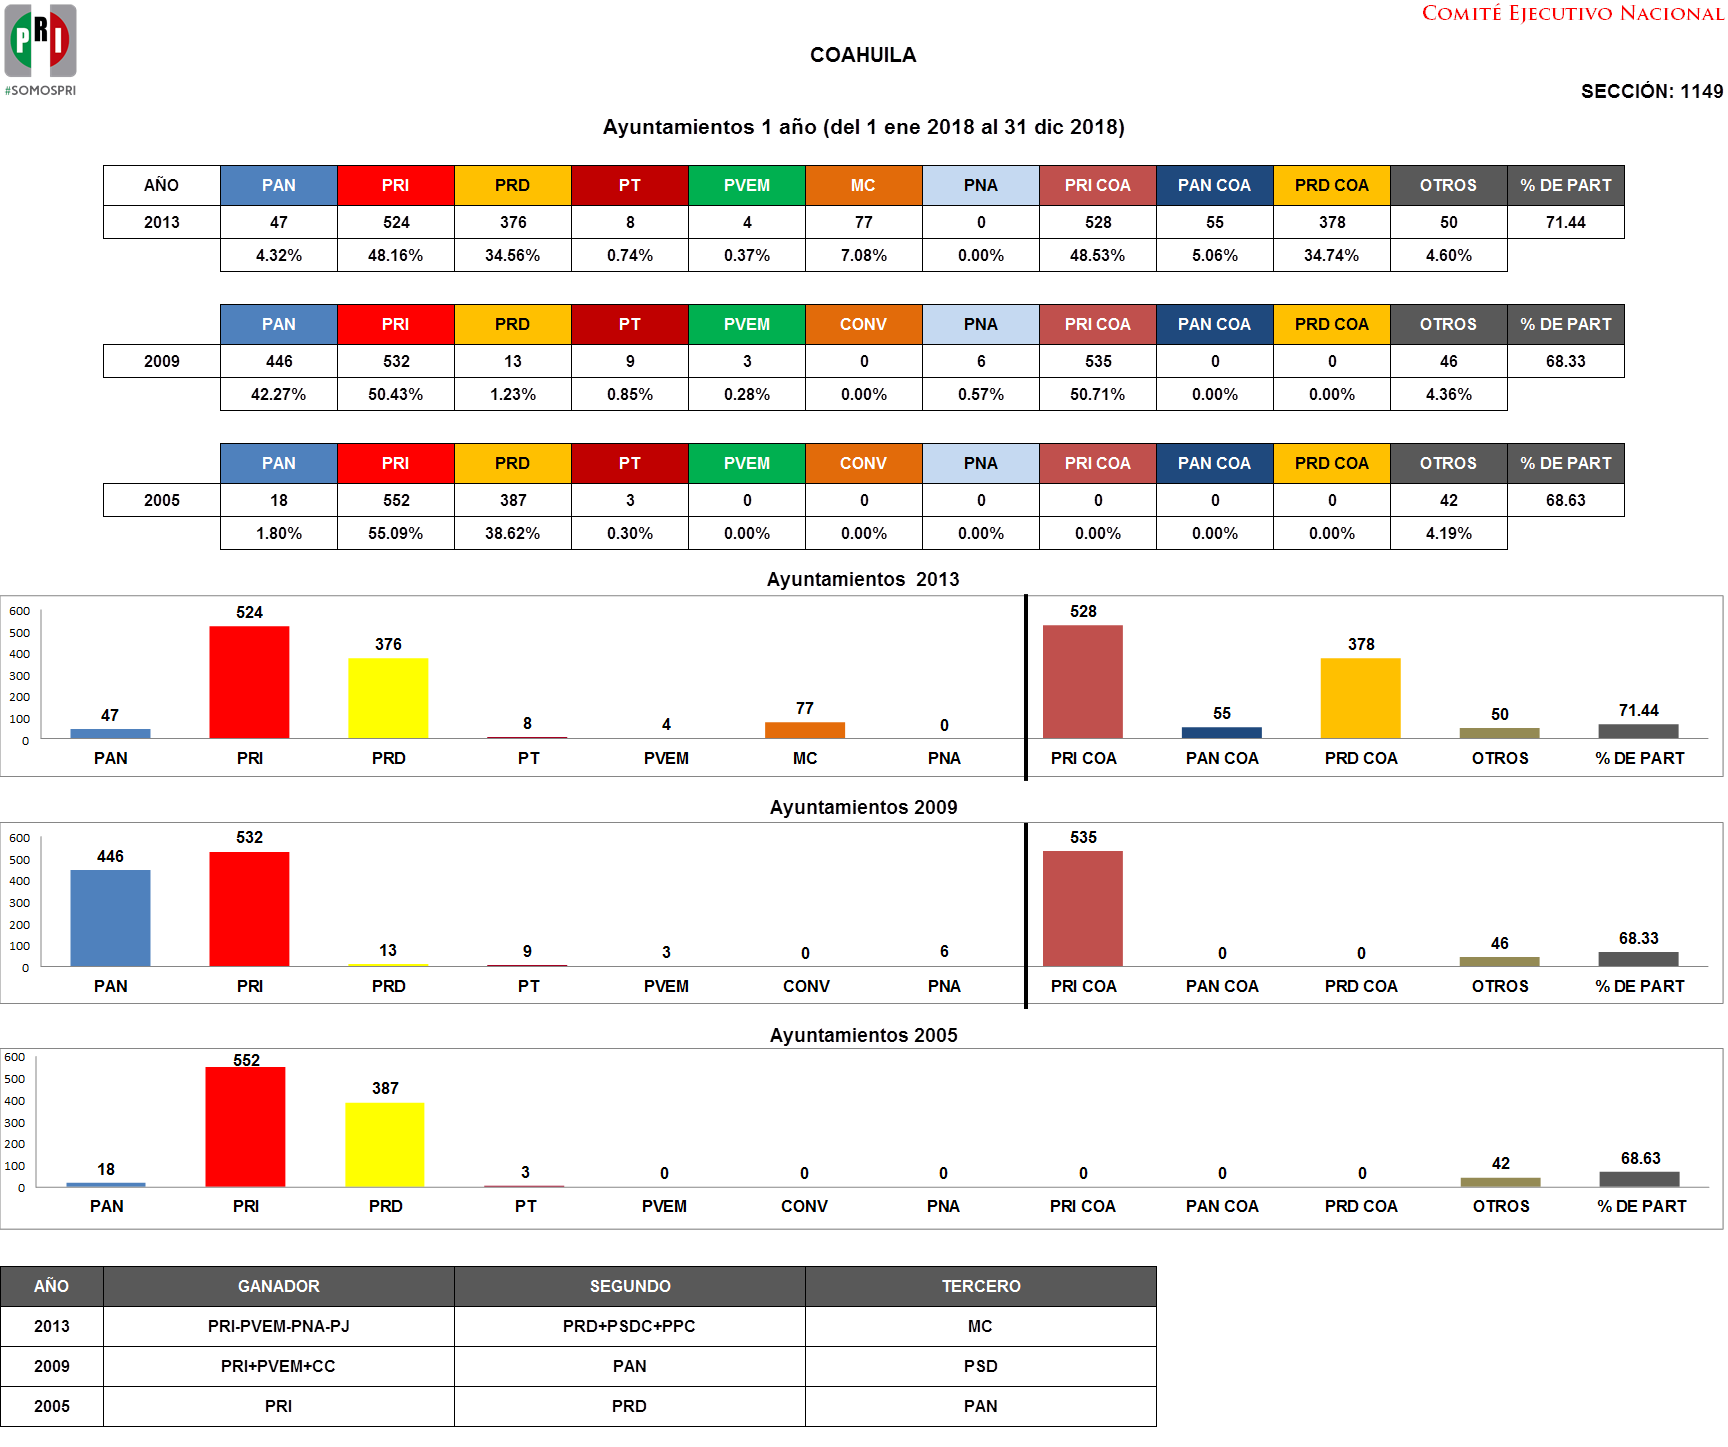 PRI
#SOMOSPRI
COMITÉ EJECUTIVO NACIONAL
COAHUILA
SECCIÓN: 1149
Ayuntamientos 1 año (del 1 ene 2018 al 31 dic 2018)
AÑO PAN PRI PRD PT PVEM MC PNA PRI COA PAN COA PRD COA OTROS % DE PART
2013 47 524 376 8 4 77 0 528 55 378 50 71.44
4.32% 48.16% 34.56% 0.74% 0.37% 7.08% 0.00% 48.53% 5.06% 34.74% 4.60%
PAN PRI PRD PT PVEM CONV PNA PRI COA PAN COA PRD COA OTROS % DE PART
2009 446 532 13 9 3 0 6 535 0 0 46 68.33
42.27% 50.43% 1.23% 0.85% 0.28% 0.00% 0.57% 50.71% 0.00% 0.00% 4.36%
PAN PRI PRD PT PVEM CONV PNA PRI COA PAN COA PRD COA OTROS % DE PART
2005 18 552 387 3 0 0 0 0 0 0 42 68.63
1.80% 55.09% 38.62% 0.30% 0.00% 0.00% 0.00% 0.00% 0.00% 0.00% 4.19%
Ayuntamientos 2013
600
500
400
300
200
100
0
47 524 376 8 4 77 0 528 55 378 50 71.44
PAN PRI PRD PT PVEM MC PNA PRI COA PAN COA PRD COA OTROS % DE PART
Ayuntamientos 2009
600
500
400
300
200
100
0
446 532 13 9 3 0 6 535 0 0 46 68.33
PAN PRI PRD PT PVEM CONV PNA PRI COA PAN COA PRD COA OTROS % DE PART
Ayuntamientos 2005
600
500
400
300
200
100
0
18 552 387 3 0 0 0 0 0 0 42 68.63
PAN PRI PRD PT PVEM CONV PNA PRI COA PAN COA PRD COA OTROS % DE PART
AÑO GANADOR SEGUNDO TERCERO
2013 PRI-PVEM-PNA-PJ PRD+PSDC+PPC MC
2009 PRI+PVEM+CC PAN PSD
2005 PRI PRD PAN